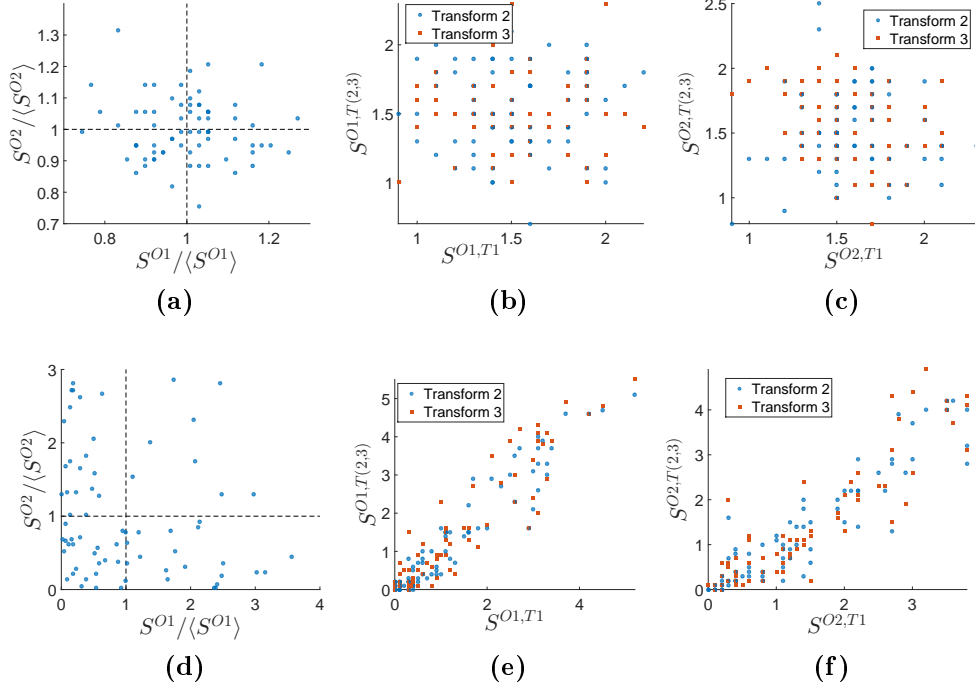 1.3
1.2
1.1
1
0.9
0.8
0.7
0.8
1
1.2
S^{O2}/⟨S^{O2}⟩
S^{O1}/⟨S^{O1}⟩
(a)
Transform 2
Transform 3
2
1.5
1
1
1.5
2
S^{O1,T(2,3)}
S^{O1,T1}
(b)
2.5
Transform 2
Transform 3
2
1.5
1
1
1.5
2
S^{O2,T(2,3)}
S^{O2,T1}
(c)
3
2
1
0
0
1
2
3
4
S^{O2}/⟨S^{O2}⟩
S^{O1}/⟨S^{O1}⟩
(d)
Transform 2
Transform 3
5
4
3
2
1
0
0
2
4
S^{O1,T(2,3)}
S^{O1,T1}
(e)
Transform 2
Transform 3
4
3
2
1
0
0
1
2
3
S^{O2,T(2,3)}
S^{O2,T1}
(f)